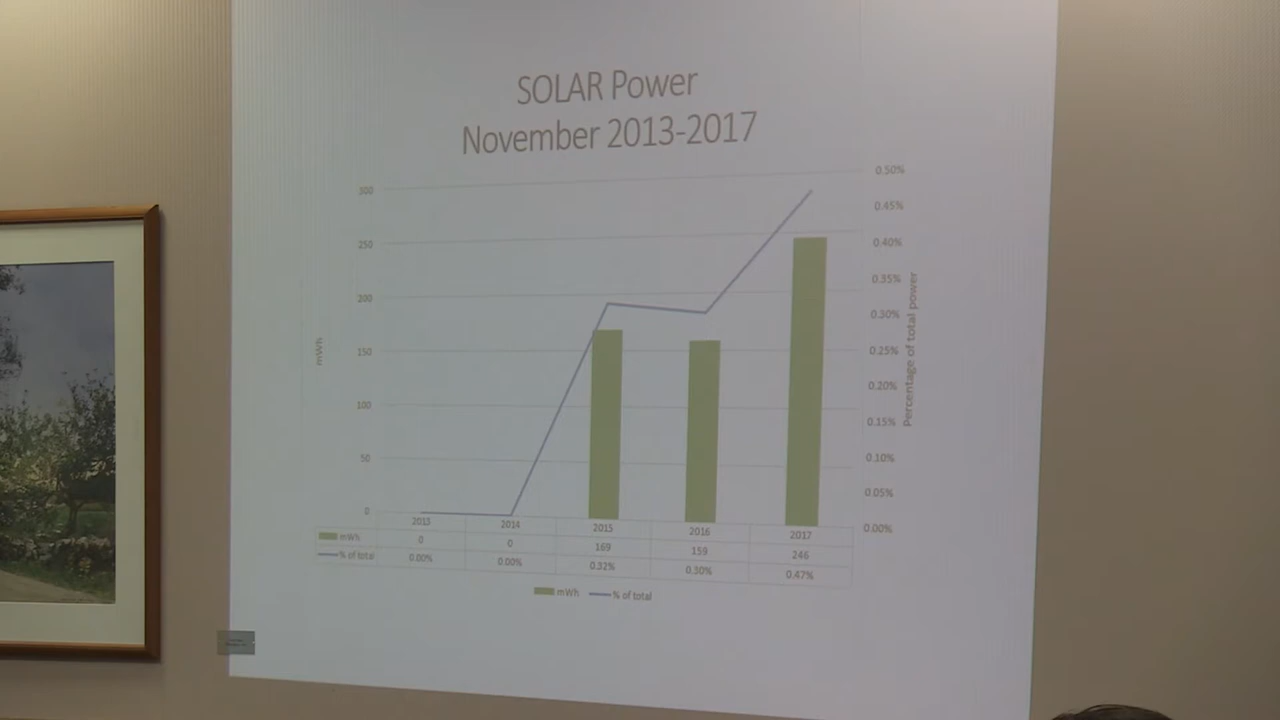 SOLAR Power
November 2013-2017
300
250
200
150
100
50
0
mWh
0.50%
0.45%
0.40%
0.35%
0.30%
0.25%
0.20%
0.15%
0.10%
0.05%
0.00%
Percentage of total power
2013 2014 2015 2016 2017
mWh 0 0 169 159 246
% of total 0.00% 0.00% 0.32% 0.30% 0.47%
mWh % of total